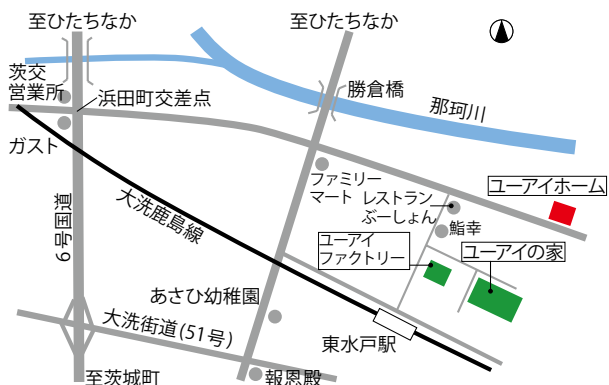 至ひたちなか
至ひたちなか
茨交
営業所
浜田町交差点
勝倉橋
那珂川
ガスト
ファミリー
マート
レストラン
ぶーしょん
ユーアイホーム
鮨幸
大洗鹿島線
6号国道
ユーアイ
ファクトリー
ユーアイの家
あさひ幼稚園
大洗街道(51号)
東水戸駅
至茨城町
報恩殿